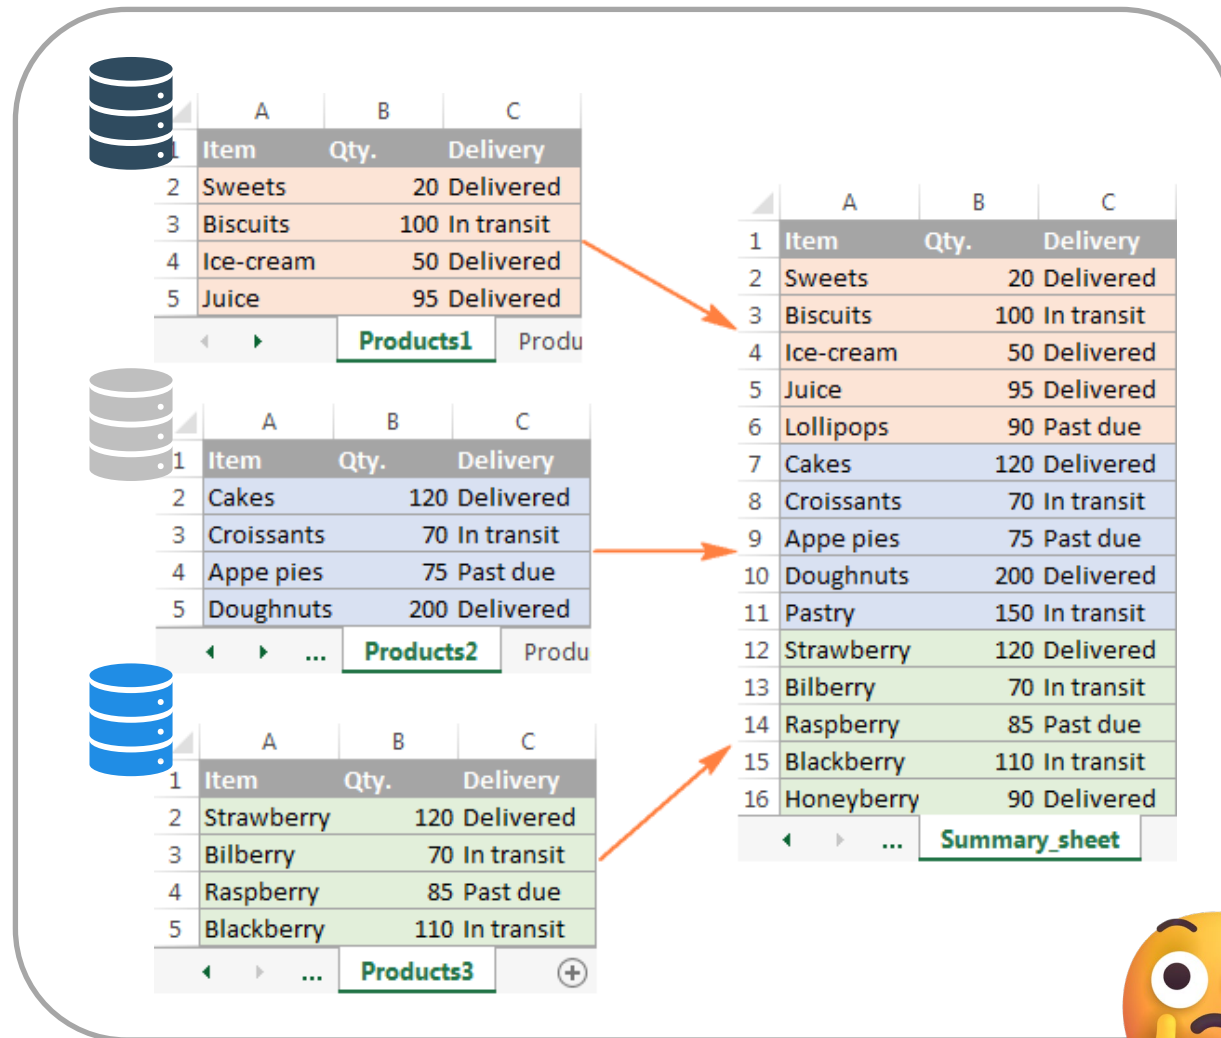 A B C
1 Item Qty. Delivery
2 Sweets 20 Delivered
3 Biscuits 100 In transit
4 Ice-cream 50 Delivered
5 Juice 95 Delivered
Products1 Produ
A B C
1 Item Qty. Delivery
2 Cakes 120 Delivered
3 Croissants 70 In transit
4 Appe pies 75 Past due
5 Doughnuts 200 Delivered
... Products2 Produ
A B C
1 Item Qty. Delivery
2 Strawberry 120 Delivered
3 Bilberry 70 In transit
4 Raspberry 85 Past due
5 Blackberry 110 In transit
... Products3
A B C
1 Item Qty. Delivery
2 Sweets 20 Delivered
3 Biscuits 100 In transit
4 Ice-cream 50 Delivered
5 Juice 95 Delivered
6 Lollipops 90 Past due
7 Cakes 120 Delivered
8 Croissants 70 In transit
9 Appe pies 75 Past due
10 Doughnuts 200 Delivered
11 Pastry 150 In transit
12 Strawberry 120 Delivered
13 Bilberry 70 In transit
14 Raspberry 85 Past due
15 Blackberry 110 In transit
16 Honeyberry 90 Delivered
... Summary_sheet